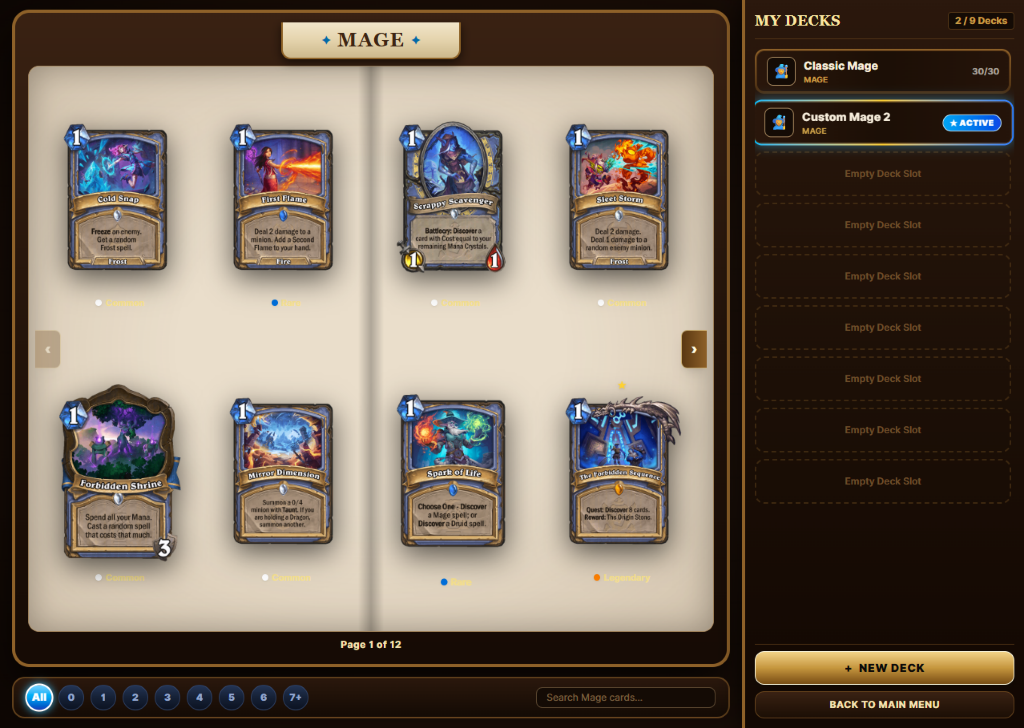 MAGE
1
Cold Snap
Freeze an enemy.
Get a random
Frost spell.
Frost
Common
1
First Flame
Deal 2 damage to a
minion. Add a Second
Flame to your hand.
Fire
Rare
1
Scrappy Scavenger
Battlecry: Discover a
card with Cost equal to your
remaining Mana Crystals.
1
1
Common
1
Sleet Storm
Deal 2 damage.
Deal 1 damage to a
random enemy minion.
Frost
Common
‹
›
1
Forbidden Shrine
Spend all your Mana.
Cast a random spell
that costs that much.
3
Common
1
Mirror Dimension
Summon a 0/4
minion with Taunt. If you
are holding a Dragon,
summon another.
Common
1
Spark of Life
Choose One - Discover
a Mage spell; or
Discover a Druid spell.
Rare
1
The Forbidden Sequence
Quest: Discover 8 cards.
Reward: The Origin Stone.
Legendary
Page 1 of 12
All
0
1
2
3
4
5
6
7+
Search Mage cards...
MY DECKS
2 / 9 Decks
Classic Mage
MAGE
30/30
Custom Mage 2
MAGE
★ ACTIVE
Empty Deck Slot
Empty Deck Slot
Empty Deck Slot
Empty Deck Slot
Empty Deck Slot
Empty Deck Slot
Empty Deck Slot
+ NEW DECK
BACK TO MAIN MENU